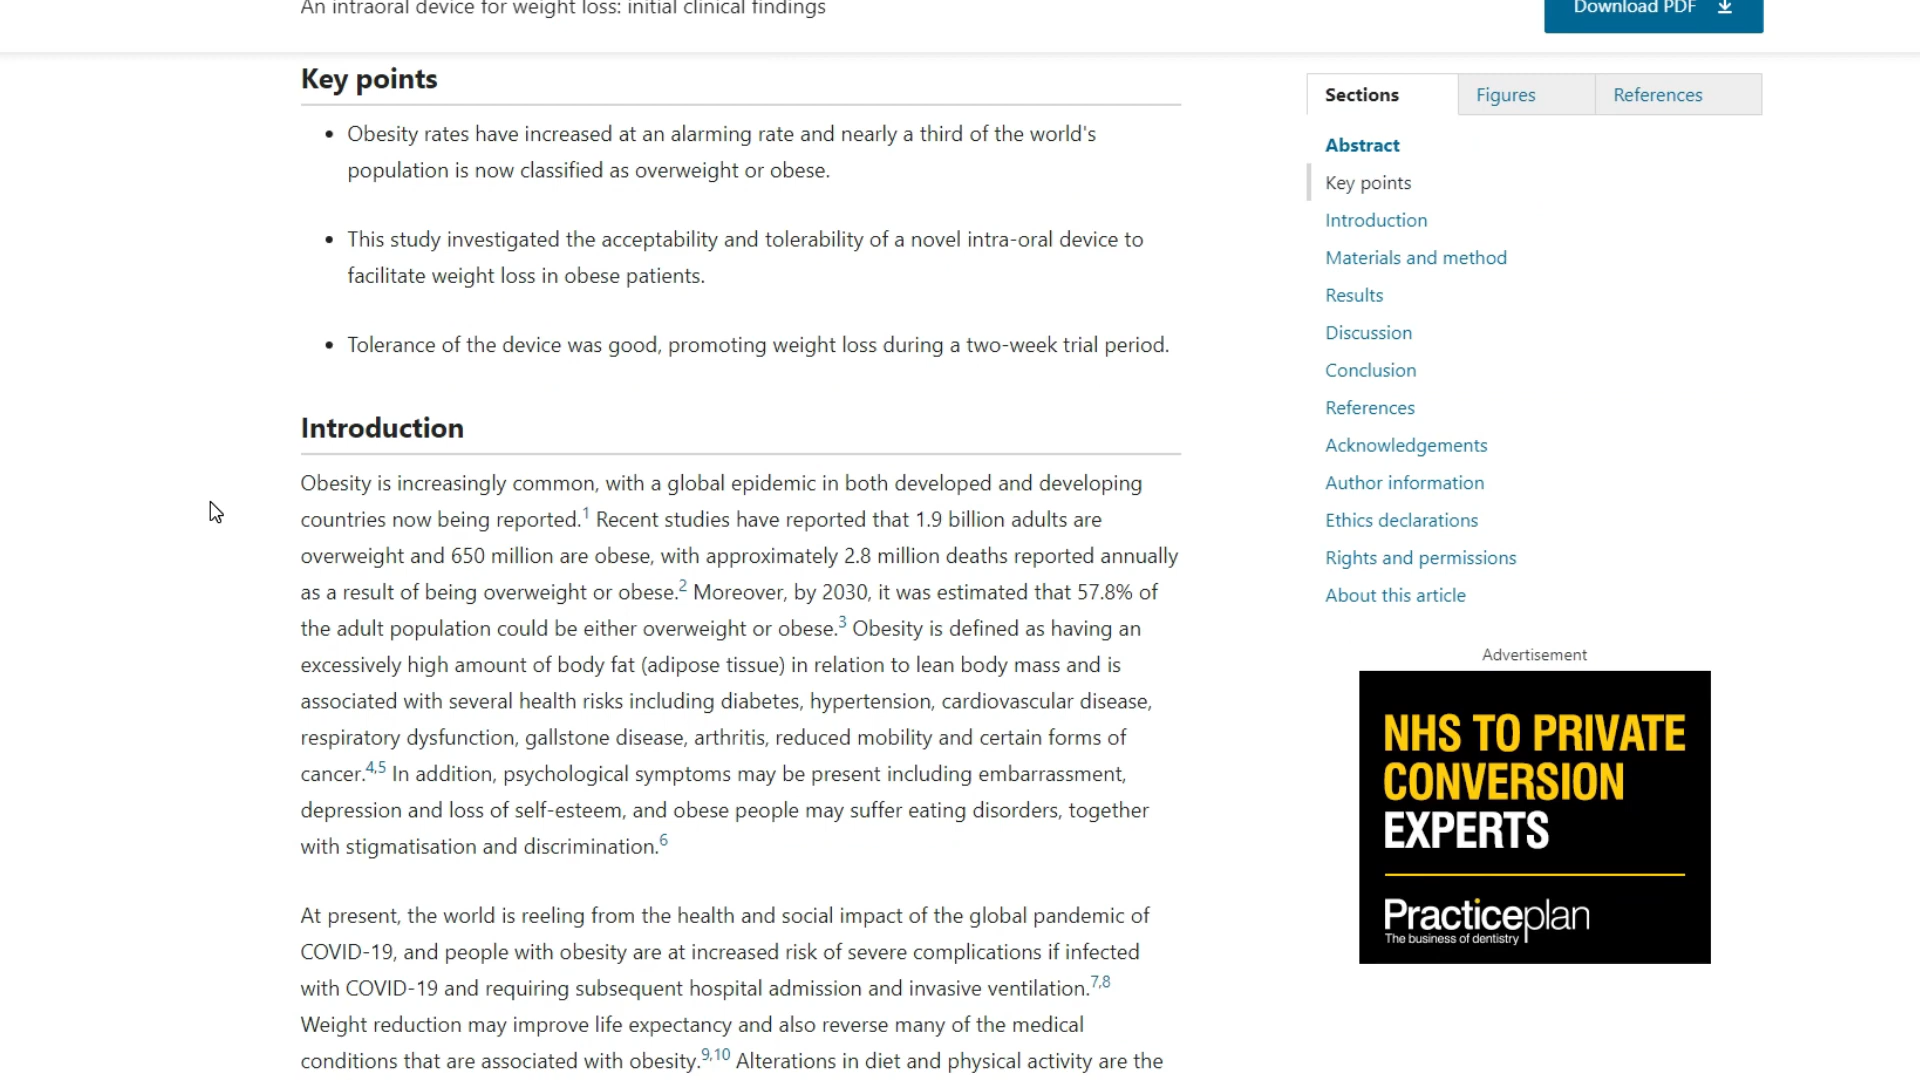 An intraoral device for weight loss: initial clinical findings
Download PDF
Key points
• Obesity rates have increased at an alarming rate and nearly a third of the world's
population is now classified as overweight or obese.
• This study investigated the acceptability and tolerability of a novel intra-oral device to
facilitate weight loss in obese patients.
• Tolerance of the device was good, promoting weight loss during a two-week trial period.
Introduction
Obesity is increasingly common, with a global epidemic in both developed and developing
countries now being reported.1 Recent studies have reported that 1.9 billion adults are
overweight and 650 million are obese, with approximately 2.8 million deaths reported annually
as a result of being overweight or obese.2 Moreover, by 2030, it was estimated that 57.8% of
the adult population could be either overweight or obese.3 Obesity is defined as having an
excessively high amount of body fat (adipose tissue) in relation to lean body mass and is
associated with several health risks including diabetes, hypertension, cardiovascular disease,
respiratory dysfunction, gallstone disease, arthritis, reduced mobility and certain forms of
cancer.4,5 In addition, psychological symptoms may be present including embarrassment,
depression and loss of self-esteem, and obese people may suffer eating disorders, together
with stigmatisation and discrimination.6
At present, the world is reeling from the health and social impact of the global pandemic of
COVID-19, and people with obesity are at increased risk of severe complications if infected
with COVID-19 and requiring subsequent hospital admission and invasive ventilation.7,8
Weight reduction may improve life expectancy and also reverse many of the medical
conditions that are associated with obesity.9,10 Alterations in diet and physical activity are the
Sections
Figures
References
Abstract
Key points
Introduction
Materials and method
Results
Discussion
Conclusion
References
Acknowledgements
Author information
Ethics declarations
Rights and permissions
About this article
Advertisement
NHS TO PRIVATE
CONVERSION
EXPERTS
Practiceplan
The business of dentistry